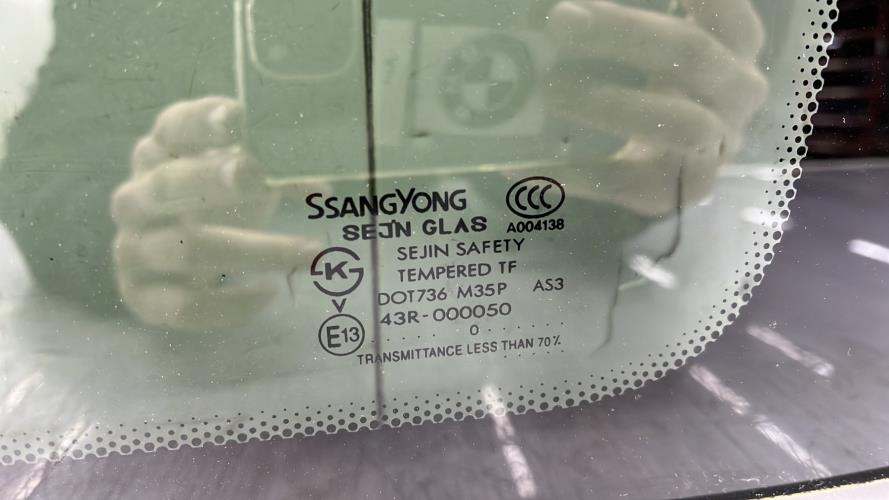 SSANGYONG
SEJIN GLAS
CCC
A004138
SEJIN SAFETY
TEMPERED TF
K
DOT736 M35P AS3
V
43R-000050
E13
. . . . . . 0 . . . . . .
TRANSMITTANCE LESS THAN 70%